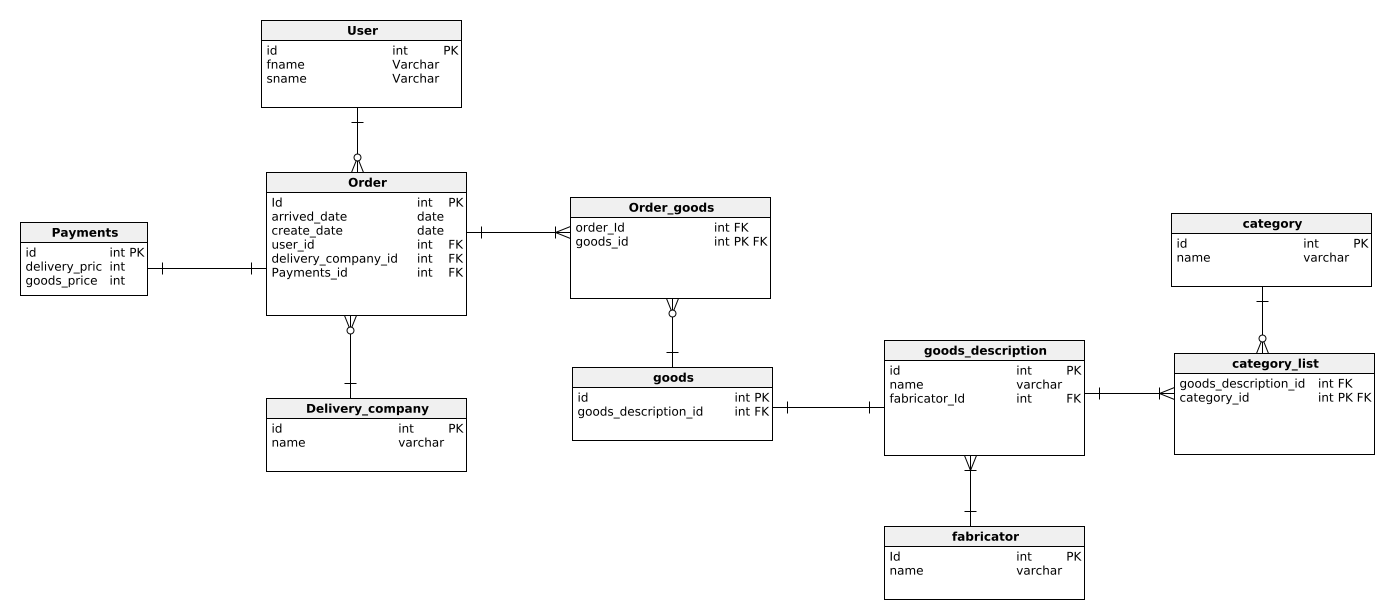 User
id int PK
fname Varchar
sname Varchar
Order
Id int PK
arrived_date date
create_date date
user_id int FK
delivery_company_id int FK
Payments_id int FK
Payments
id int PK
delivery_pric int
goods_price int
Order_goods
order_Id int FK
goods_id int PK FK
category
id int PK
name varchar
goods_description
id int PK
name varchar
fabricator_Id int FK
category_list
goods_description_id int FK
category_id int PK FK
goods
id int PK
goods_description_id int FK
Delivery_company
id int PK
name varchar
fabricator
Id int PK
name varchar